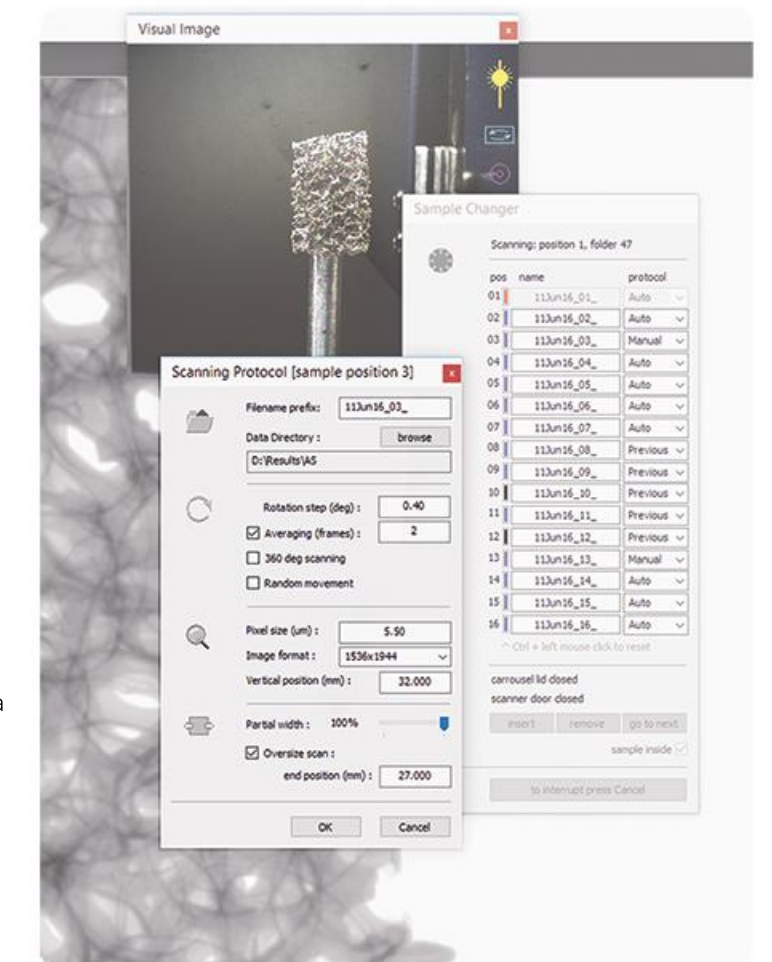 Visual Image
x
Sample Changer
Scanning: position 1, folder 47
pos name protocol
01 11Jun16_01_ Auto
02 11Jun16_02_ Auto
03 11Jun16_03_ Manual
04 11Jun16_04_ Auto
05 11Jun16_05_ Auto
06 11Jun16_06_ Auto
07 11Jun16_07_ Auto
08 11Jun16_08_ Previous
09 11Jun16_09_ Previous
10 11Jun16_10_ Previous
11 11Jun16_11_ Previous
12 11Jun16_12_ Previous
13 11Jun16_13_ Manual
14 11Jun16_14_ Auto
15 11Jun16_15_ Auto
16 11Jun16_16_ Auto
^ Ctrl + left mouse click to reset
carrousel lid closed
scanner door closed
insert remove go to next
sample inside
to interrupt press Cancel
Scanning Protocol [sample position 3]
x
Filename prefix: 11Jun16_03_
Data Directory : browse
D:\Results\AS
Rotation step (deg) : 0.40
Averaging (frames) : 2
360 deg scanning
Random movement
Pixel size (um) : 5.50
Image format : 1536x1944
Vertical position (mm) : 32.000
Partial width : 100%
Oversize scan :
end position (mm) : 27.000
OK Cancel
a